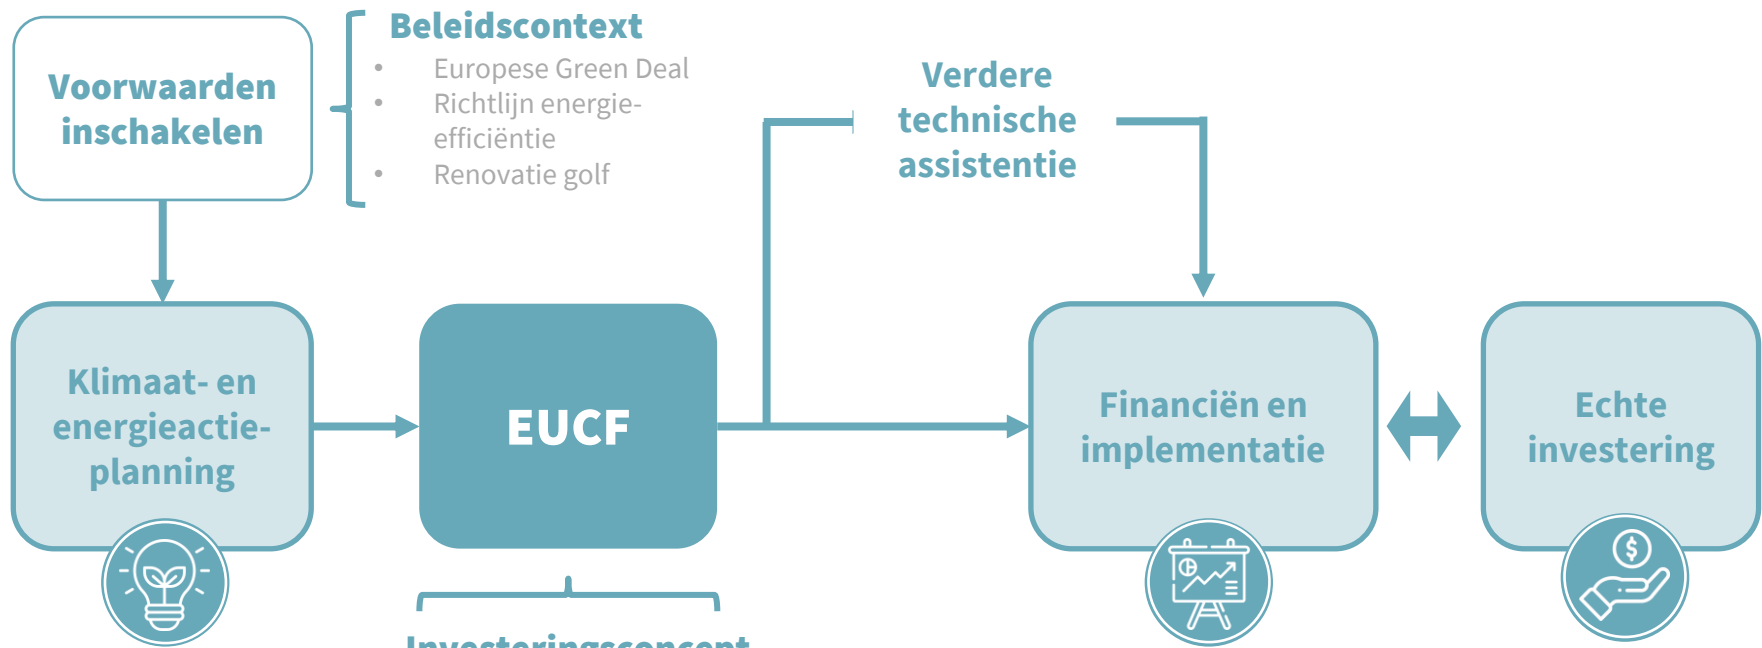 Voorwaarden
inschakelen
Beleidscontext
• Europese Green Deal
• Richtlijn energie-
efficiëntie
• Renovatie golf
Verdere
technische
assistentie
Klimaat- en
energieactie-
planning
EUCF
Financiën en
implementatie
Echte
investering
Investeringsconcept
$